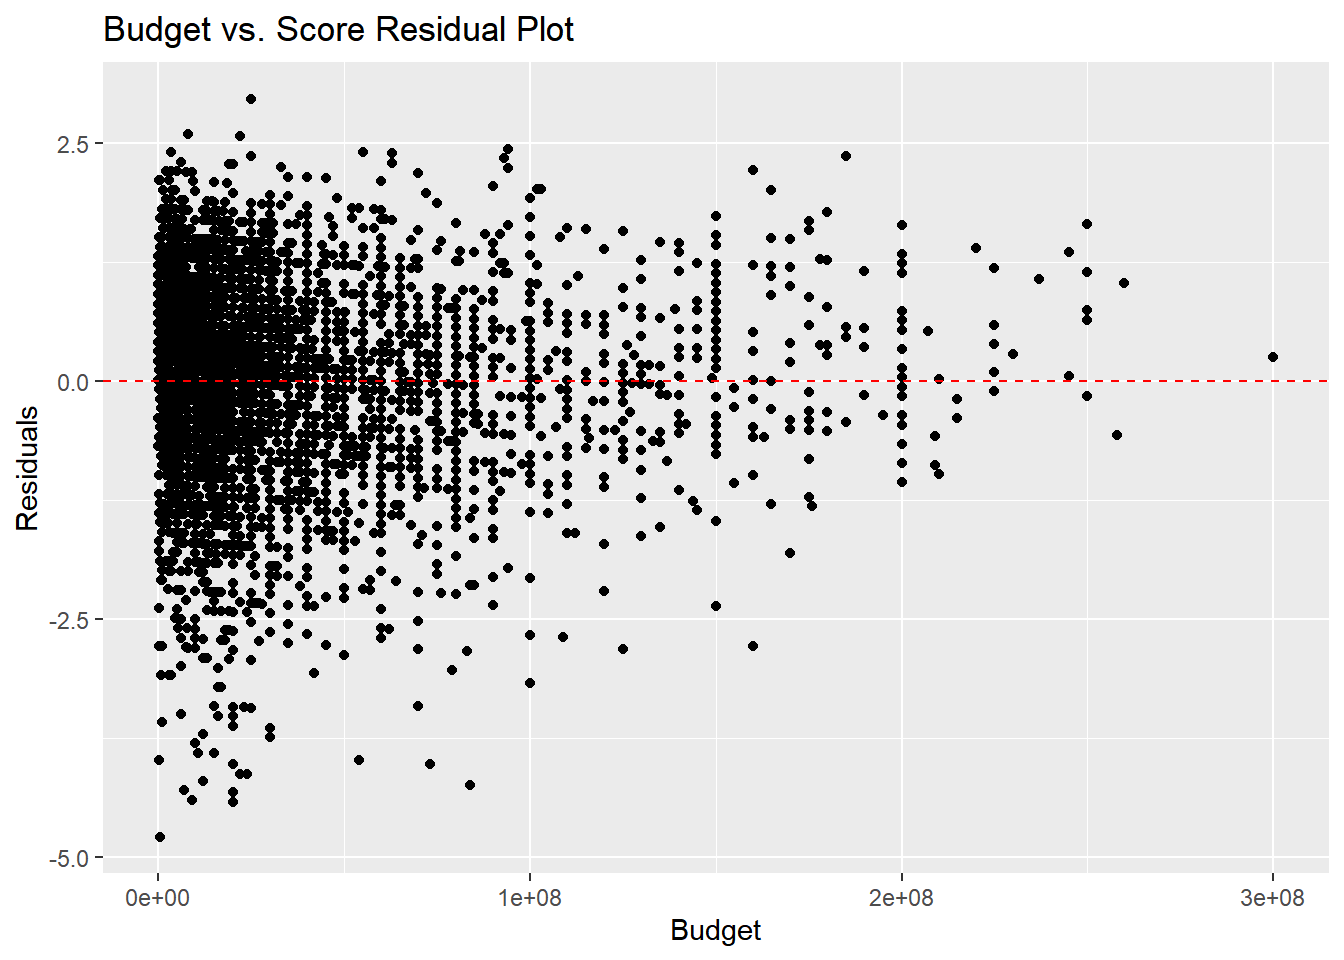 Budget vs. Score Residual Plot
2.5
0.0
-2.5
-5.0
Residuals
0e+00 1e+08 2e+08 3e+08
Budget